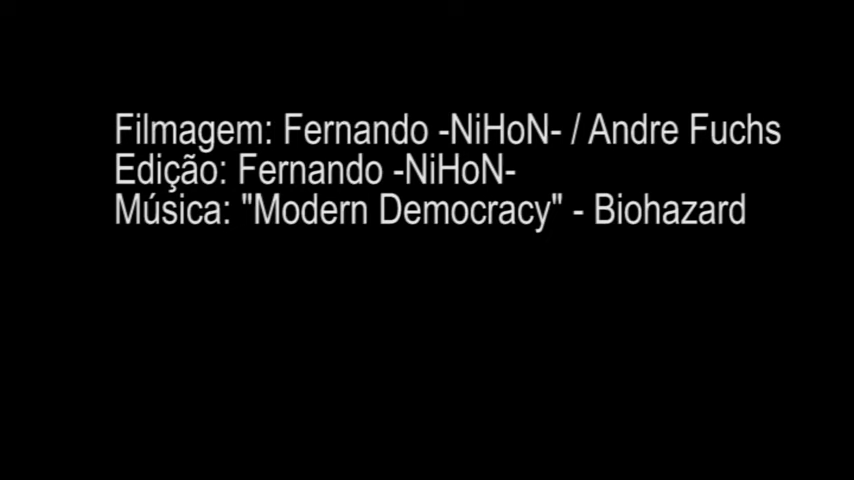 Filmagem: Fernando -NiHoN- / Andre Fuchs
Edição: Fernando -NiHoN-
Música: "Modern Democracy" - Biohazard